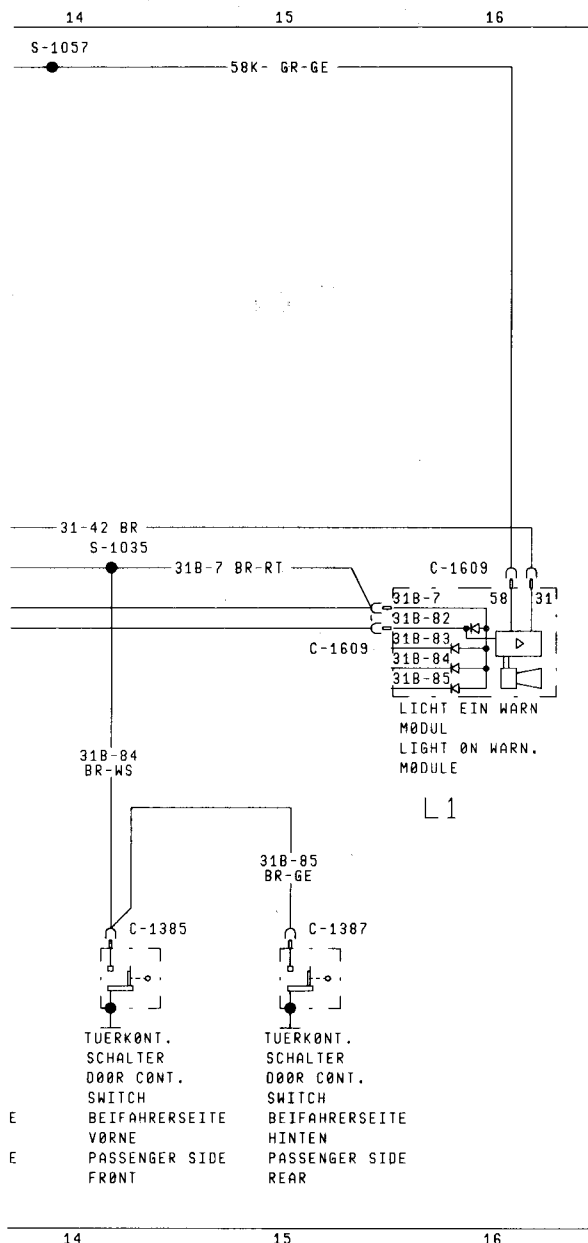 14 15 16
S-1057
58K- GR-GE
31-42 BR
S-1035
31B-7 BR-RT
C-1609
31B-7 58 31
31B-82
C-1609
31B-83
31B-84
31B-85
LICHT EIN WARN
MØDUL
LIGHT ØN WARN.
MØDULE
L1
31B-84
BR-WS
31B-85
BR-GE
C-1385
C-1387
TUERKØNT.
SCHALTER
DØØR CØNT.
SWITCH
BEIFAHRERSEITE
VØRNE
PASSENGER SIDE
FRØNT
TUERKØNT.
SCHALTER
DØØR CØNT.
SWITCH
BEIFAHRERSEITE
HINTEN
PASSENGER SIDE
REAR
E
E
14 15 16